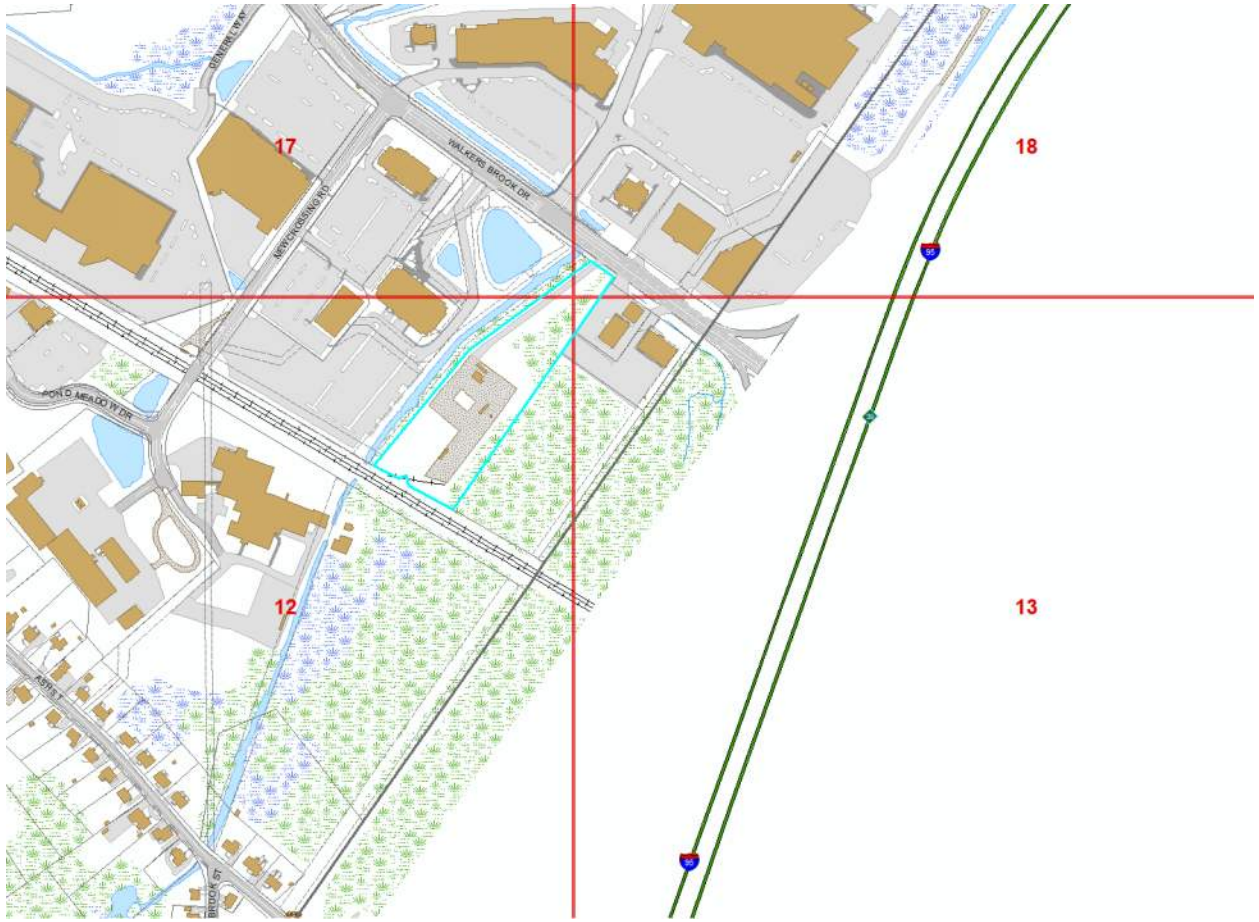 GENERAL WAY
17
18
WALKERS BROOK DR
NEW CROSSING RD
95
POND MEADOW DR
12
13
ASH ST
95
BROOK ST